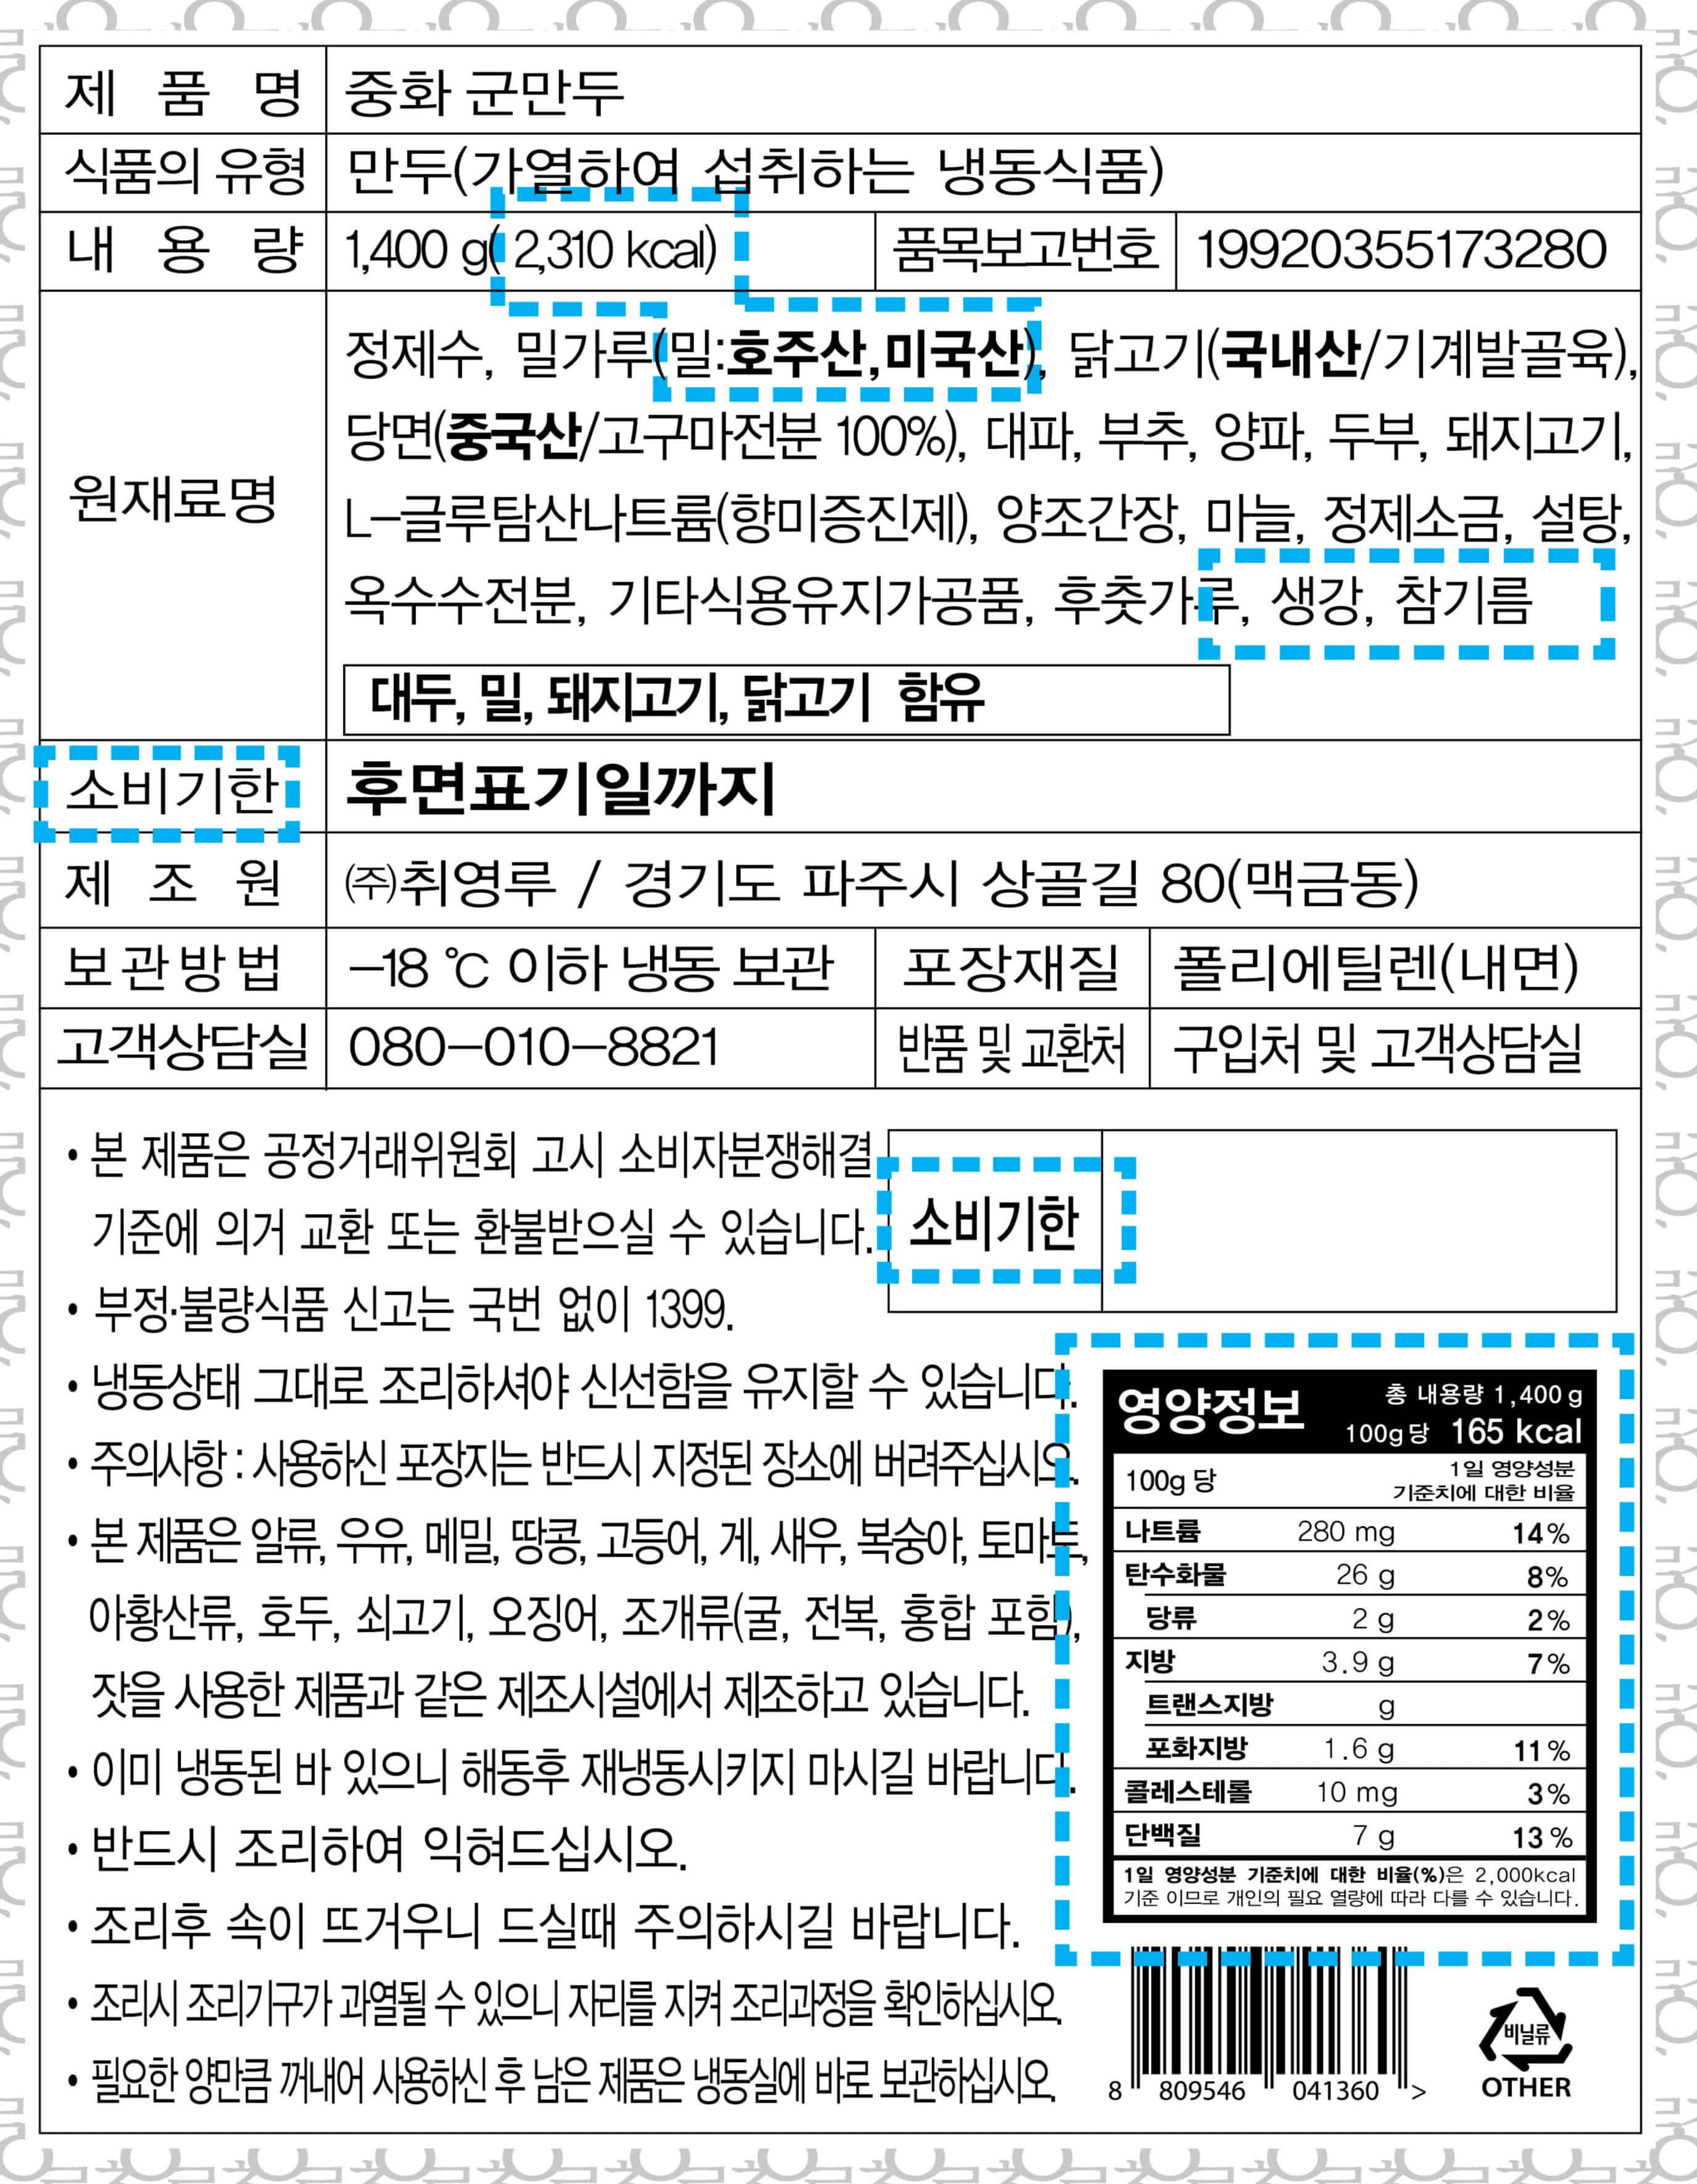 제 품 명 중화 군만두
식품의 유형 만두(가열하여 섭취하는 냉동식품)
내 용 량 1,400 g( 2,310 kcal) 품목보고번호 19920355173280
원재료명
정제수, 밀가루(밀:호주산,미국산), 닭고기(국내산/기계발골육),
당면(중국산/고구마전분 100%), 대파, 부추, 양파, 두부, 돼지고기,
L-글루탐산나트륨(향미증진제), 양조간장, 마늘, 정제소금, 설탕,
옥수수전분, 기타식용유지가공품, 후춧가루, 생강, 참기름
대두, 밀, 돼지고기, 닭고기 함유
소비기한 후면표기일까지
제 조 원 ㈜취영루 / 경기도 파주시 상골길 80(맥금동)
보관방법 -18 ℃ 이하 냉동 보관 포장재질 폴리에틸렌(내면)
고객상담실 080-010-8821 반품 및 교환처 구입처 및 고객상담실
• 본 제품은 공정거래위원회 고시 소비자분쟁해결
기준에 의거 교환 또는 환불받으실 수 있습니다.
소비기한
• 부정·불량식품 신고는 국번 없이 1399.
• 냉동상태 그대로 조리하셔야 신선함을 유지할 수 있습니다.
• 주의사항 : 사용하신 포장지는 반드시 지정된 장소에 버려주십시오.
• 본 제품은 알류, 우유, 메밀, 땅콩, 고등어, 게, 새우, 복숭아, 토마토,
아황산류, 호두, 쇠고기, 오징어, 조개류(굴, 전복, 홍합 포함),
잣을 사용한 제품과 같은 제조시설에서 제조하고 있습니다.
• 이미 냉동된 바 있으니 해동후 재냉동시키지 마시길 바랍니다.
• 반드시 조리하여 익혀드십시오.
• 조리후 속이 뜨거우니 드실때 주의하시길 바랍니다.
• 조리시 조리기구가 과열될 수 있으니 자리를 지켜 조리과정을 확인하십시오.
• 필요한 양만큼 꺼내어 사용하신 후 남은 제품은 냉동실에 바로 보관하십시오.
영양정보
총 내용량 1,400 g
100g 당 165 kcal
100g 당
1일 영양성분
기준치에 대한 비율
나트륨 280 mg 14%
탄수화물 26 g 8%
당류 2 g 2%
지방 3.9 g 7%
트랜스지방 g
포화지방 1.6 g 11%
콜레스테롤 10 mg 3%
단백질 7 g 13%
1일 영양성분 기준치에 대한 비율(%)은 2,000kcal
기준 이므로 개인의 필요 열량에 따라 다를 수 있습니다.
8 809546 041360 >
비닐류
OTHER